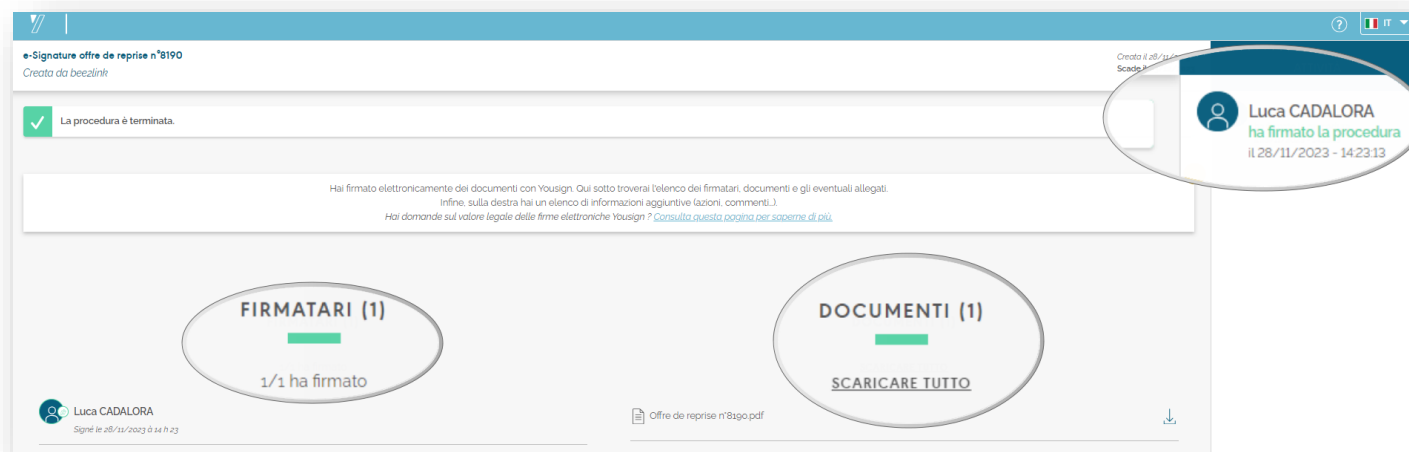 IT
e-Signature offre de reprise n°8190
Creata da beezlink
Creata il 28/11/
Scade il
La procedura è terminata.
Luca CADALORA
ha firmato la procedura
il 28/11/2023 - 14:23:13
Hai firmato elettronicamente dei documenti con Yousign. Qui sotto troverai l'elenco dei firmatari, documenti e gli eventuali allegati.
Infine, sulla destra hai un elenco di informazioni aggiuntive (azioni, commenti...).
Hai domande sul valore legale delle firme elettroniche Yousign ? Consulta questa pagina per saperne di più.
FIRMATARI (1)
1/1 ha firmato
Luca CADALORA
Signé le 28/11/2023 à 14 h 23
DOCUMENTI (1)
SCARICARE TUTTO
Offre de reprise n°8190.pdf